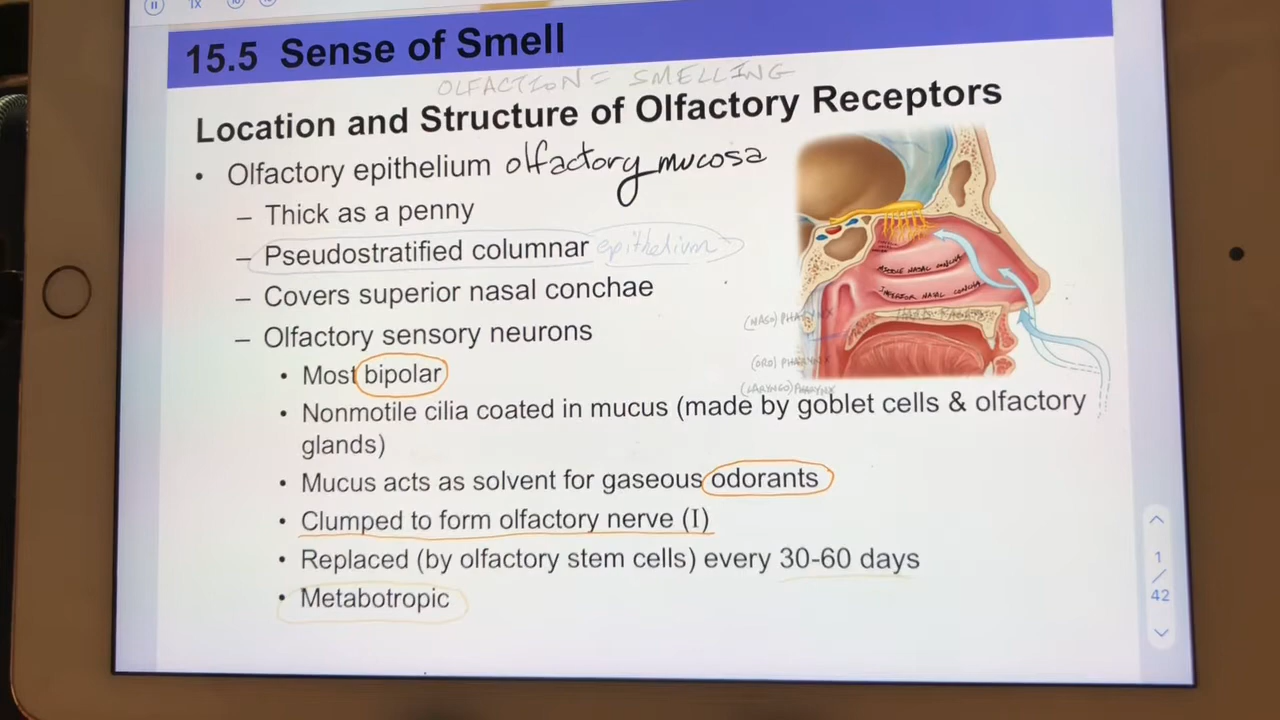 15.5 Sense of Smell
OLFACTION = SMELLING
Location and Structure of Olfactory Receptors
• Olfactory epithelium olfactory mucosa
– Thick as a penny
– Pseudostratified columnar epithelium
– Covers superior nasal conchae
– Olfactory sensory neurons
• Most bipolar
• Nonmotile cilia coated in mucus (made by goblet cells & olfactory
glands)
• Mucus acts as solvent for gaseous odorants
• Clumped to form olfactory nerve (I)
• Replaced (by olfactory stem cells) every 30-60 days
• Metabotropic
MIDDLE NASAL CONCHA
INFERIOR NASAL CONCHA
(NASO) PHARYNX
(ORO) PHARYNX
(LARYNGO) PHARYNX
1
/
42